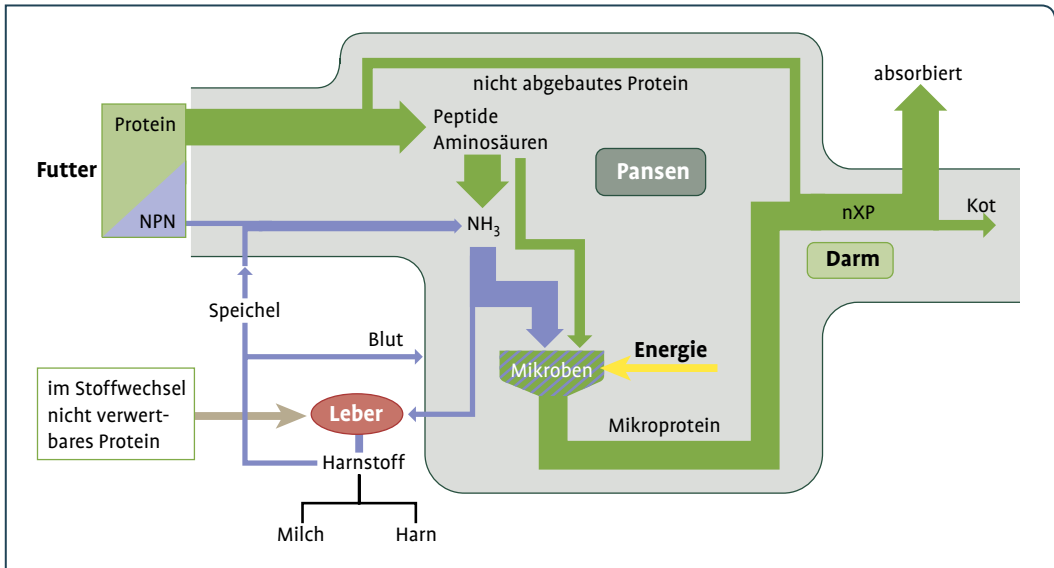 absorbiert
nicht abgebautes Protein
Protein
Peptide
Aminosäuren
Futter
Pansen
NPN
NH₃
nXP
Kot
Darm
Speichel
Blut
Energie
Mikroben
im Stoffwechsel
nicht verwert-
bares Protein
Leber
Mikroprotein
Harnstoff
Milch
Harn